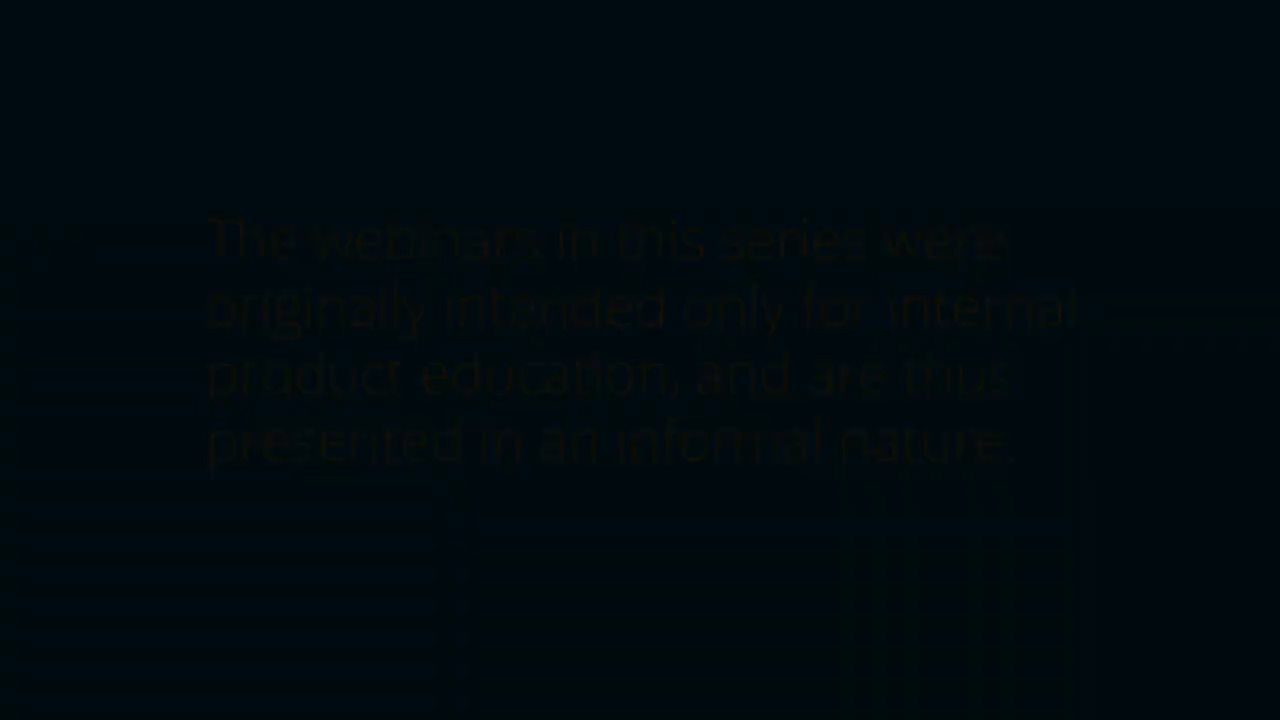 The webinars in this series were
originally intended only for internal
product education, and are thus
presented in an informal nature.